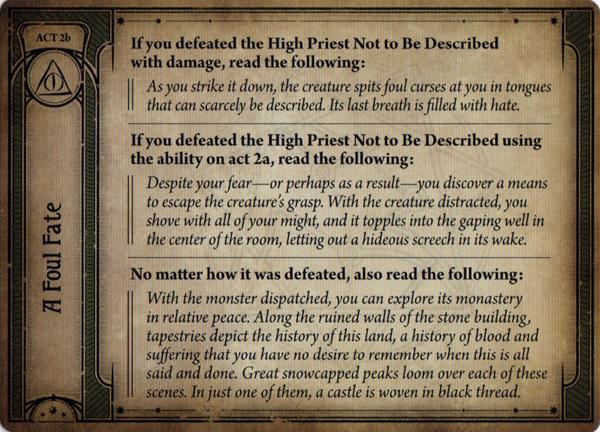 ACT 2b
A Foul Fate
If you defeated the High Priest Not to Be Described
with damage, read the following:
As you strike it down, the creature spits foul curses at you in tongues
that can scarcely be described. Its last breath is filled with hate.
If you defeated the High Priest Not to Be Described using
the ability on act 2a, read the following:
Despite your fear—or perhaps as a result—you discover a means
to escape the creature's grasp. With the creature distracted, you
shove with all of your might, and it topples into the gaping well in
the center of the room, letting out a hideous screech in its wake.
No matter how it was defeated, also read the following:
With the monster dispatched, you can explore its monastery
in relative peace. Along the ruined walls of the stone building,
tapestries depict the history of this land, a history of blood and
suffering that you have no desire to remember when this is all
said and done. Great snowcapped peaks loom over each of these
scenes. In just one of them, a castle is woven in black thread.